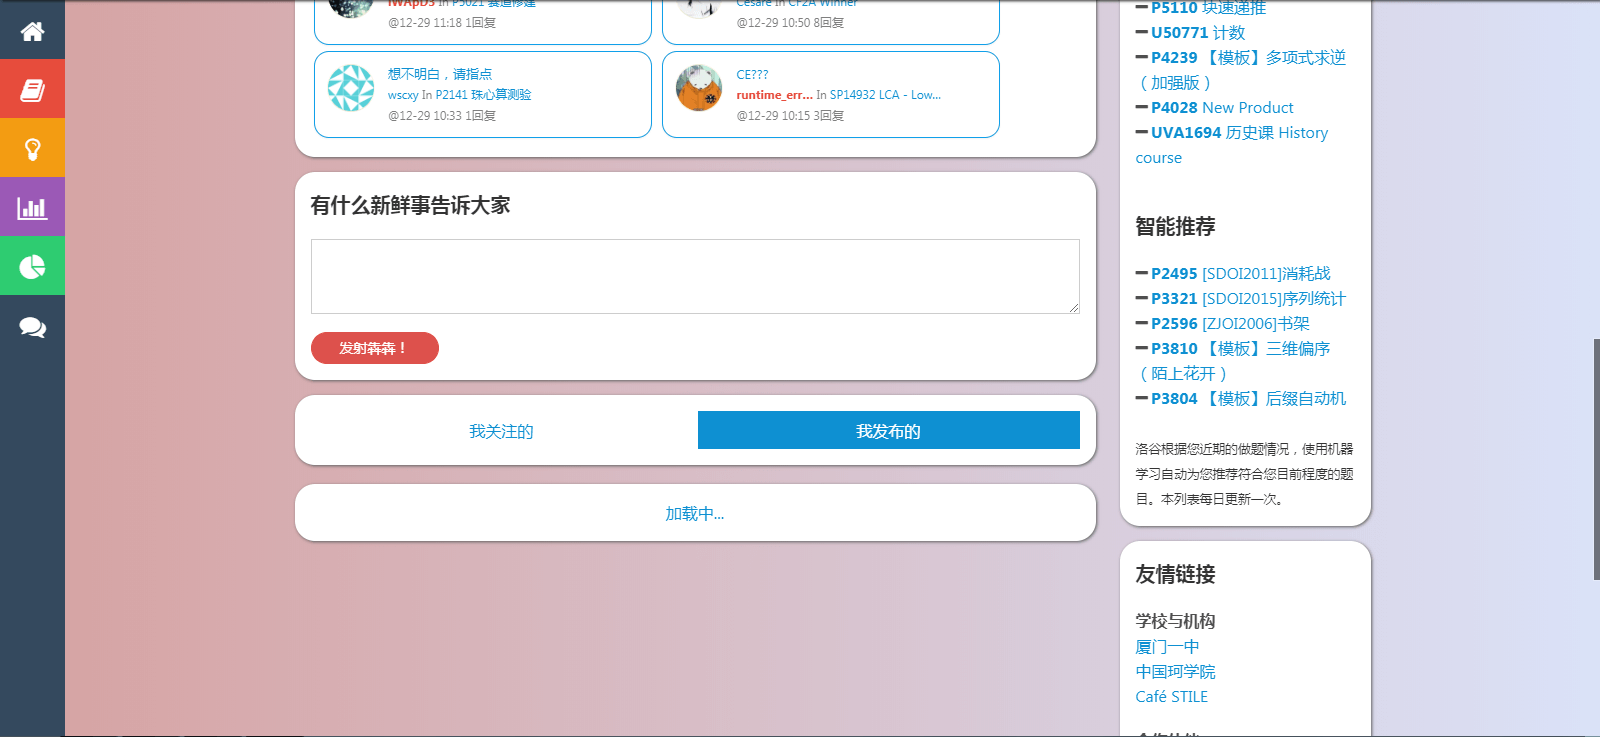 IWApD3 In P5021 赛道修建
@12-29 11:18 1回复
Cesare In CF2A Winner
@12-29 10:50 8回复
想不明白，请指点
wscxy In P2141 珠心算测验
@12-29 10:33 1回复
CE???
runtime_err... In SP14932 LCA - Low...
@12-29 10:15 3回复
有什么新鲜事告诉大家
发射犇犇！
我关注的
我发布的
加载中...
P5110 块速递推
U50771 计数
P4239 【模板】多项式求逆
（加强版）
P4028 New Product
UVA1694 历史课 History
course
智能推荐
P2495 [SDOI2011]消耗战
P3321 [SDOI2015]序列统计
P2596 [ZJOI2006]书架
P3810 【模板】三维偏序
（陌上花开）
P3804 【模板】后缀自动机
洛谷根据您近期的做题情况，使用机器
学习自动为您推荐符合您目前程度的题
目。本列表每日更新一次。
友情链接
学校与机构
厦门一中
中国珂学院
Café STILE